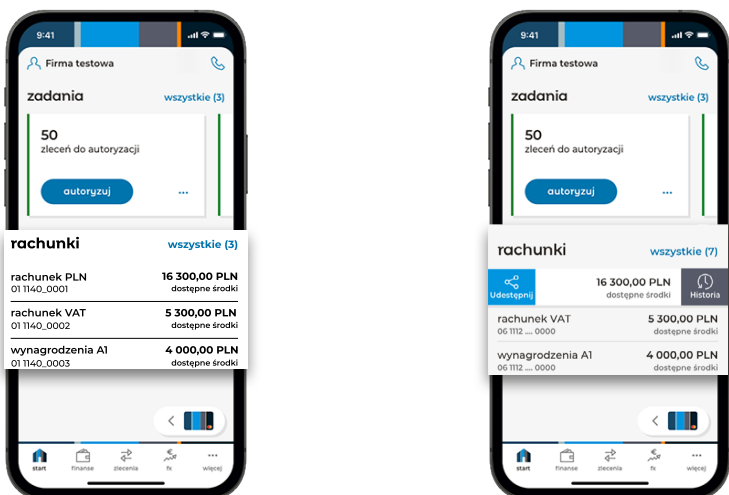 9:41
Firma testowa
zadania
wszystkie (3)
50
zleceń do autoryzacji
autoryzuj
...
rachunki
wszystkie (3)
rachunek PLN
16 300,00 PLN
01 1140_0001
dostępne środki
rachunek VAT
5 300,00 PLN
01 1140_0002
dostępne środki
wynagrodzenia A1
4 000,00 PLN
01 1140_0003
dostępne środki
start
finanse
zlecenia
fx
więcej
9:41
Firma testowa
zadania
wszystkie (3)
50
zleceń do autoryzacji
autoryzuj
...
rachunki
wszystkie (7)
Udestępnij
16 300,00 PLN
dostępne środki
Historia
rachunek VAT
5 300,00 PLN
06 1112 .... 0000
dostępne środki
wynagrodzenia A1
4 000,00 PLN
06 1112 .... 0000
dostępne środki
start
finanse
zlecenia
fx
więcej